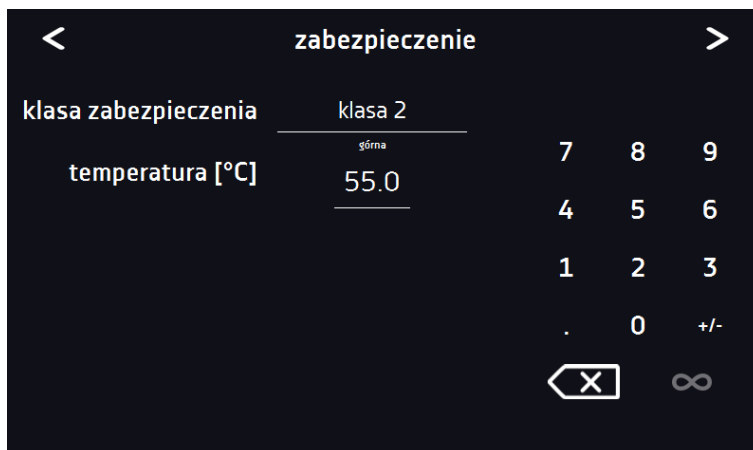 < zabezpieczenie >
klasa zabezpieczenia klasa 2
górna
temperatura [°C] 55.0
7 8 9
4 5 6
1 2 3
. 0 +/-
∞